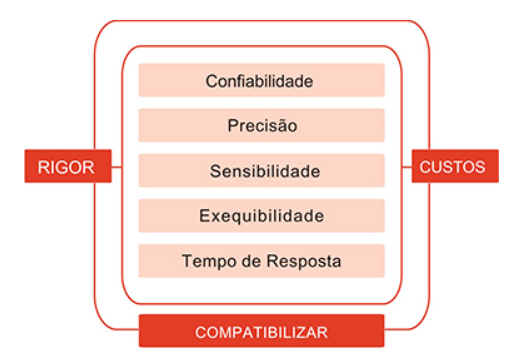 Confiabilidade
Precisão
RIGOR
Sensibilidade
CUSTOS
Exequibilidade
Tempo de Resposta
COMPATIBILIZAR